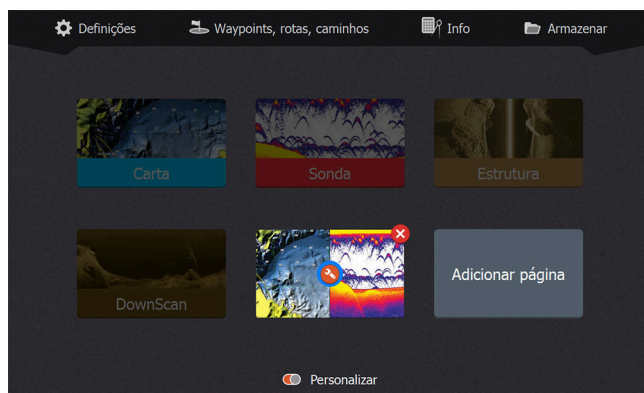 Definições
Waypoints, rotas, caminhos
Info
Armazenar
Carta
Sonda
Estrutura
DownScan
Adicionar página
Personalizar